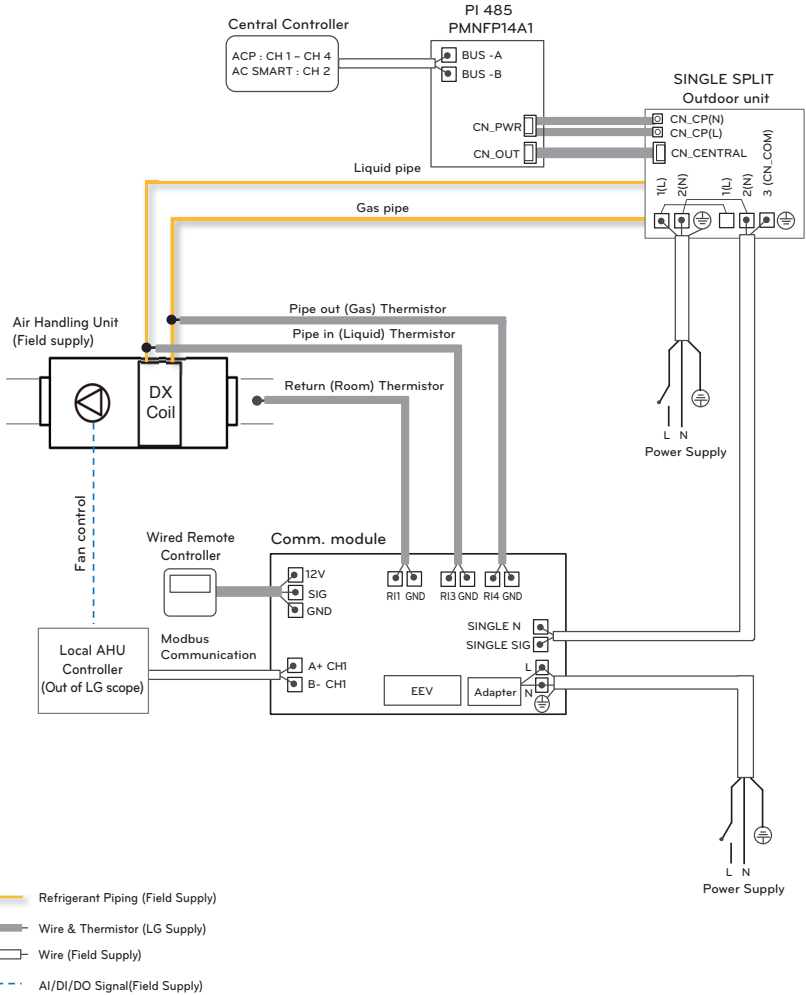 PI 485
PMNFP14A1
Central Controller
ACP : CH 1 ~ CH 4
AC SMART : CH 2
BUS -A
BUS -B
CN_PWR
CN_OUT
SINGLE SPLIT
Outdoor unit
CN_CP(N)
CN_CP(L)
CN_CENTRAL
1(L)
2(N)
1(L)
2(N)
3 (CN_COM)
Liquid pipe
Gas pipe
Pipe out (Gas) Thermistor
Pipe in (Liquid) Thermistor
Return (Room) Thermistor
Air Handling Unit
(Field supply)
DX
Coil
L N
Power Supply
Fan control
Wired Remote
Controller
Comm. module
12V
SIG
GND
RI1 GND
RI3 GND
RI4 GND
SINGLE N
SINGLE SIG
Modbus
Communication
Local AHU
Controller
(Out of LG scope)
A+ CH1
B- CH1
EEV
Adapter
L
N
L N
Power Supply
Refrigerant Piping (Field Supply)
Wire & Thermistor (LG Supply)
Wire (Field Supply)
AI/DI/DO Signal(Field Supply)